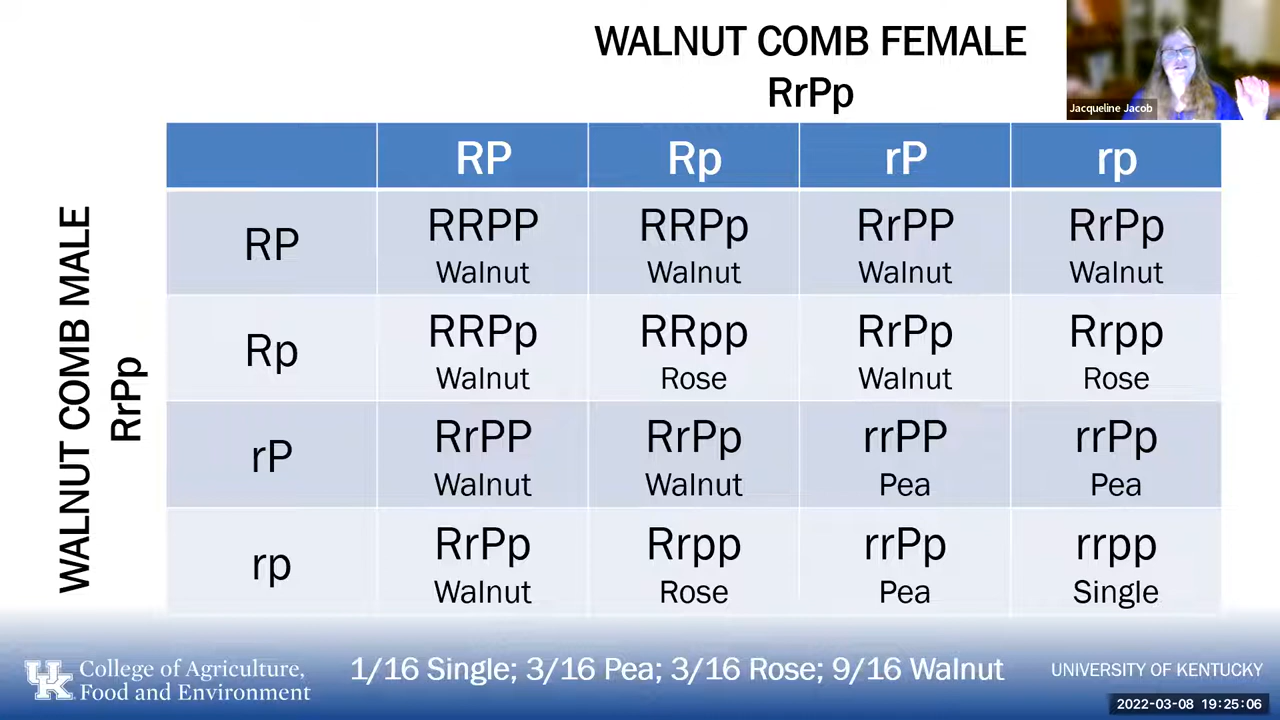 WALNUT COMB FEMALE
RrPp
Jacqueline Jacob
WALNUT COMB MALE
RrPp
RP Rp rP rp
RP RRPP RRPp RrPP RrPp
Walnut Walnut Walnut Walnut
Rp RRPp RRpp RrPp Rrpp
Walnut Rose Walnut Rose
rP RrPP RrPp rrPP rrPp
Walnut Walnut Pea Pea
rp RrPp Rrpp rrPp rrpp
Walnut Rose Pea Single
UK College of Agriculture,
Food and Environment
1/16 Single; 3/16 Pea; 3/16 Rose; 9/16 Walnut
UNIVERSITY OF KENTUCKY
2022-03-08 19:25:06